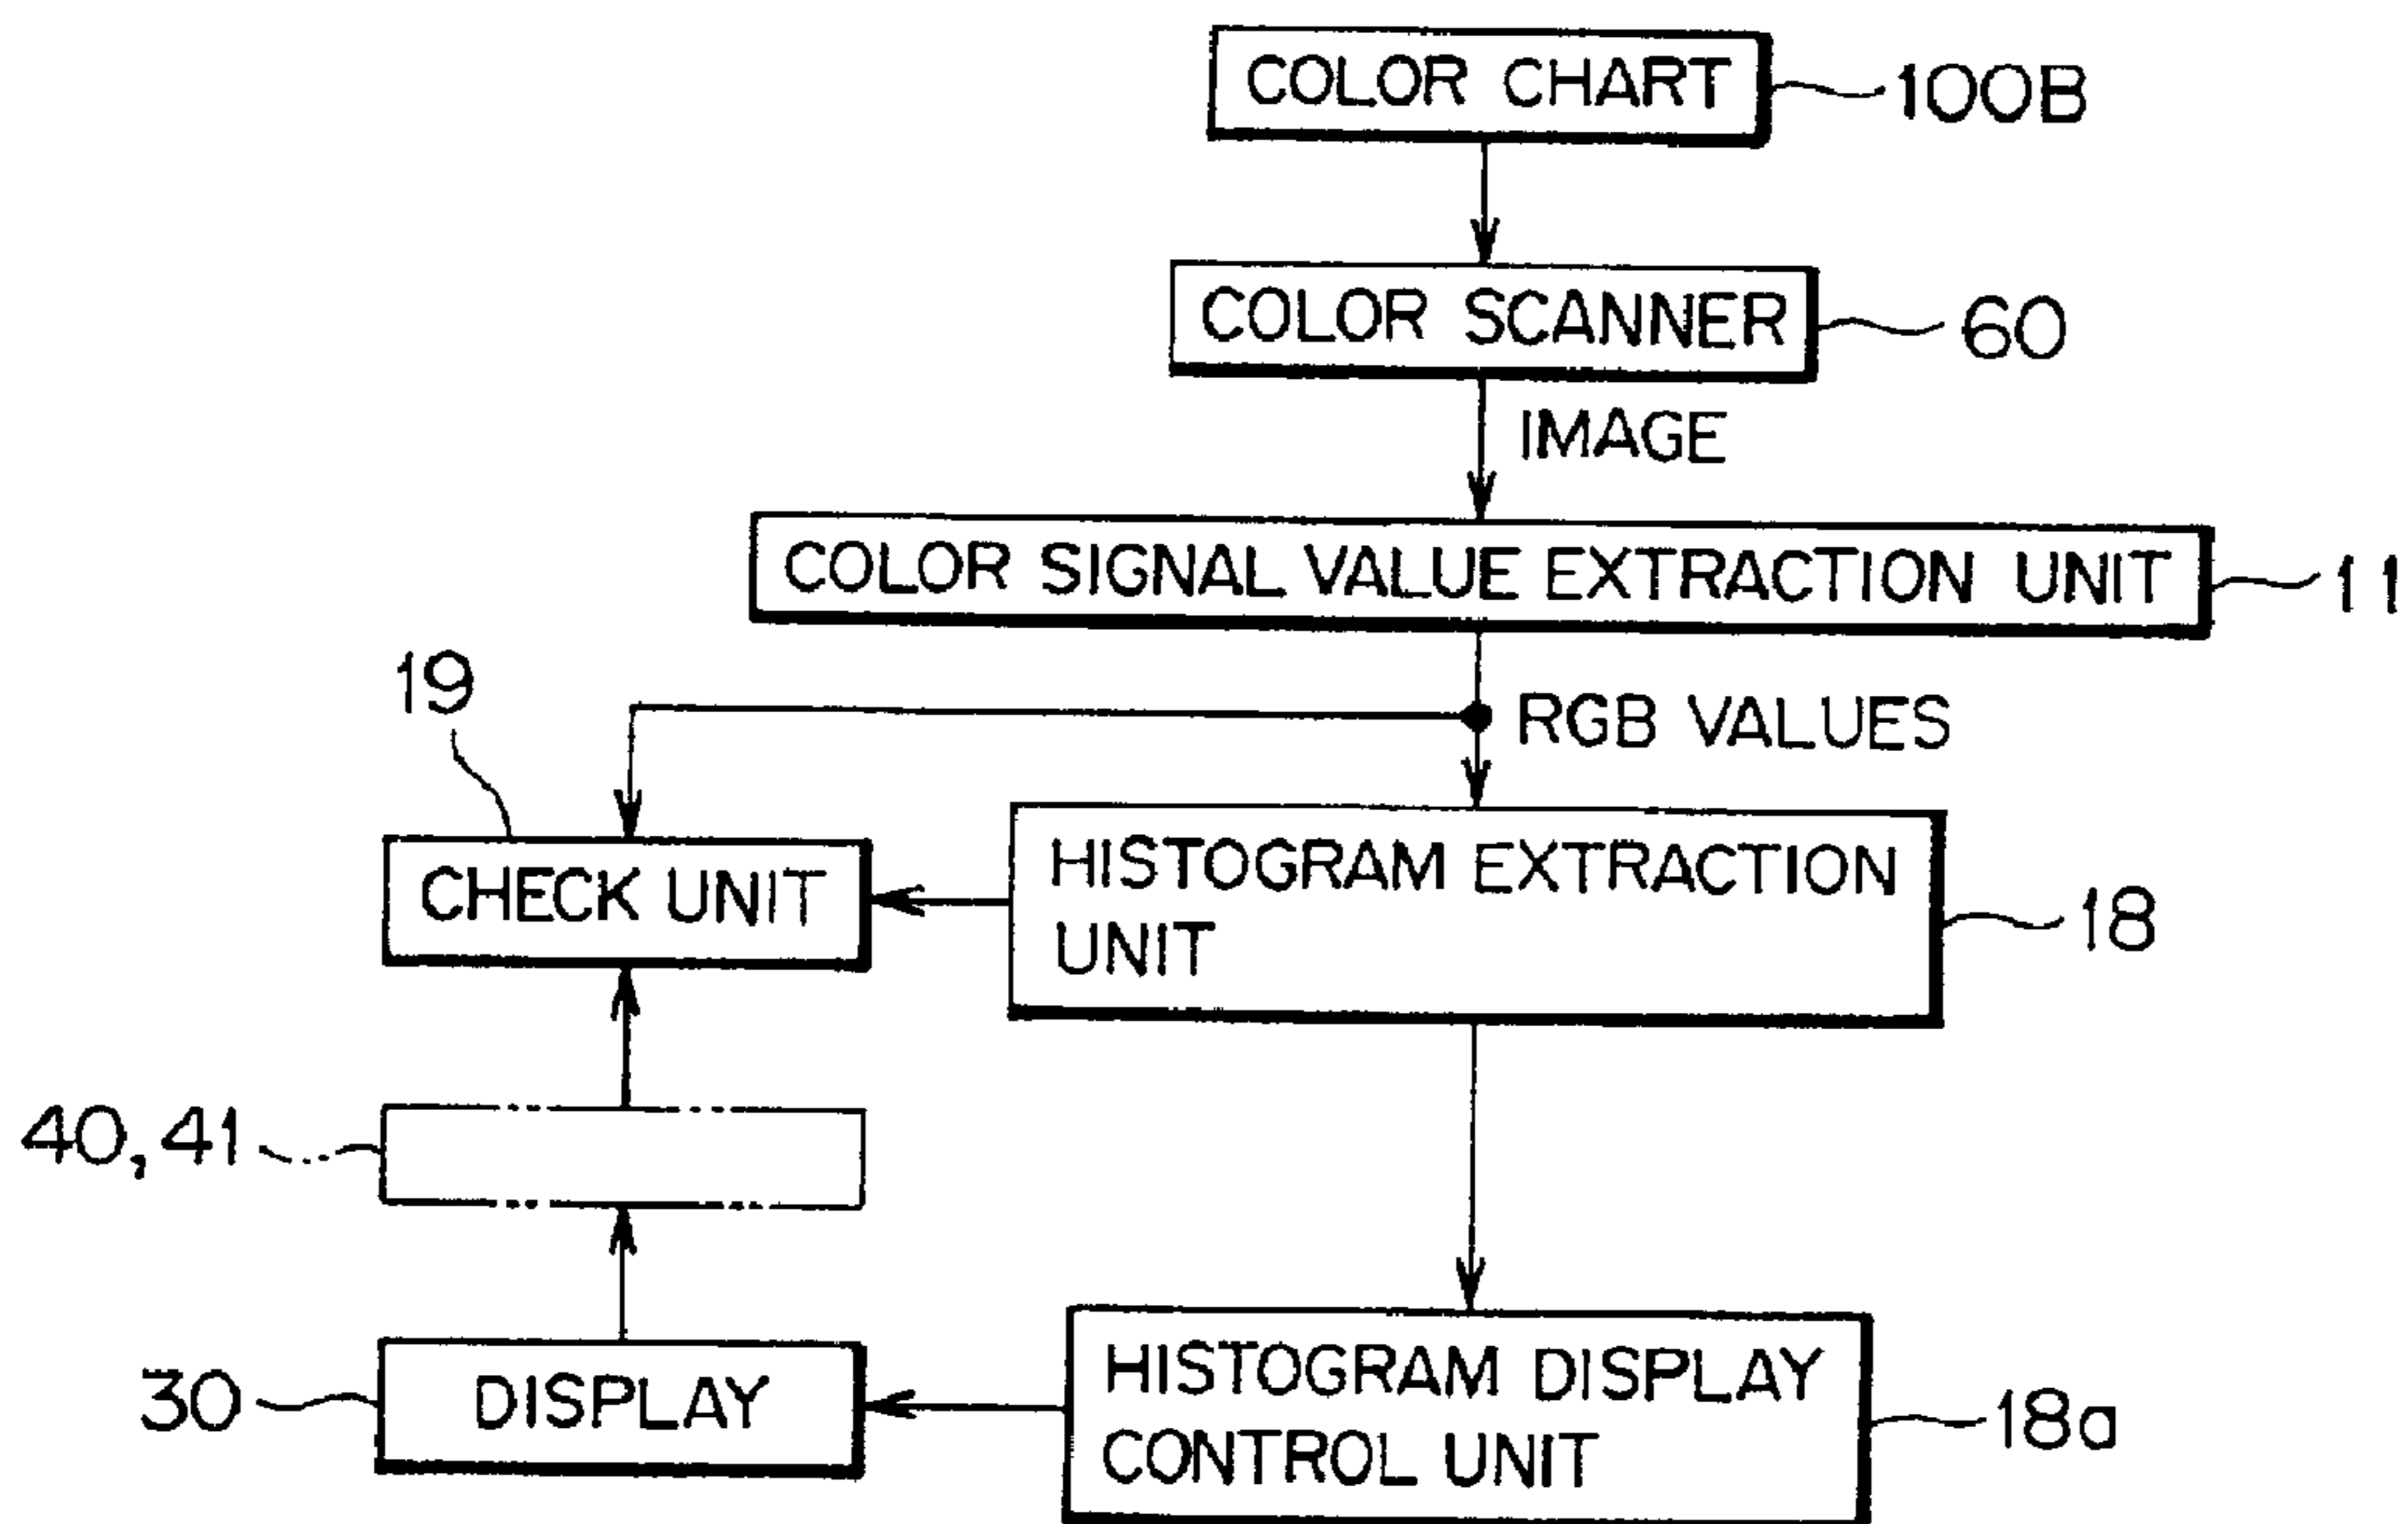 COLOR CHART
100B
COLOR SCANNER
60
IMAGE
COLOR SIGNAL VALUE EXTRACTION UNIT
11
19
RGB VALUES
CHECK UNIT
HISTOGRAM EXTRACTION
UNIT
18
40,41
30
DISPLAY
HISTOGRAM DISPLAY
CONTROL UNIT
18a